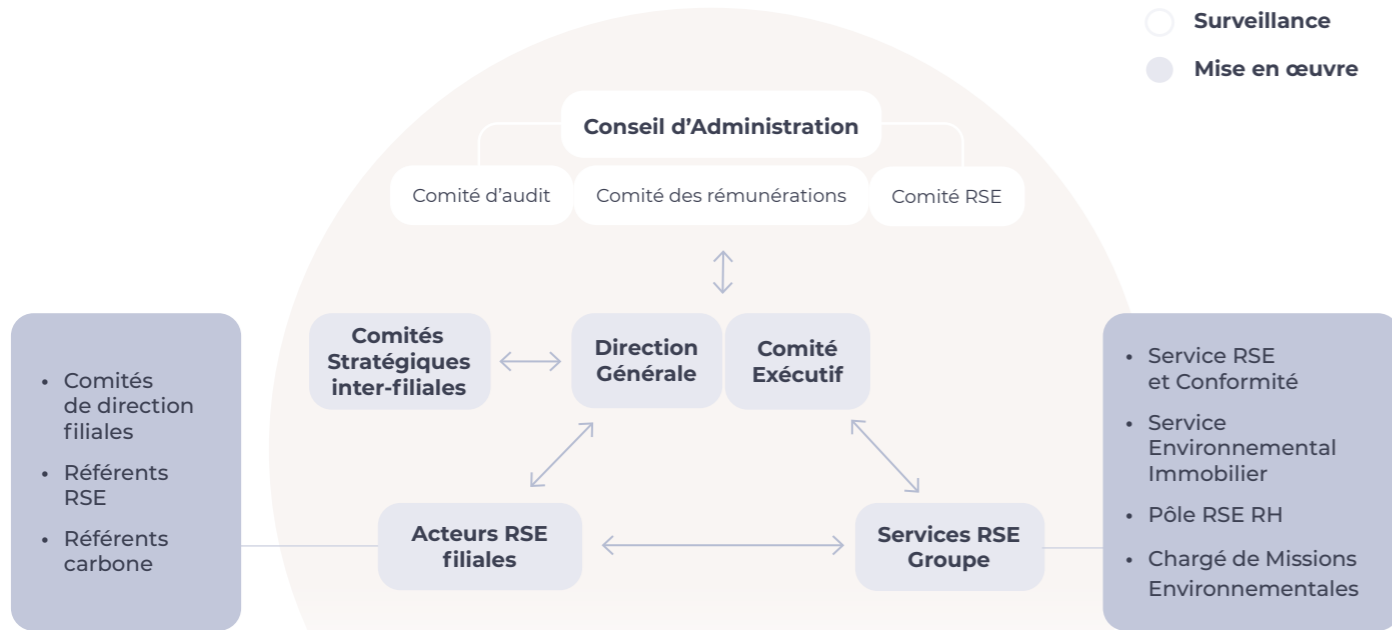 Surveillance
Mise en œuvre
Conseil d’Administration
Comité d’audit
Comité des rémunérations
Comité RSE
Comités
Stratégiques
inter-filiales
Direction
Générale
Comité
Exécutif
• Comités
de direction
filiales
• Référents
RSE
• Référents
carbone
Acteurs RSE
filiales
Services RSE
Groupe
• Service RSE
et Conformité
• Service
Environnemental
Immobilier
• Pôle RSE RH
• Chargé de Missions
Environnementales